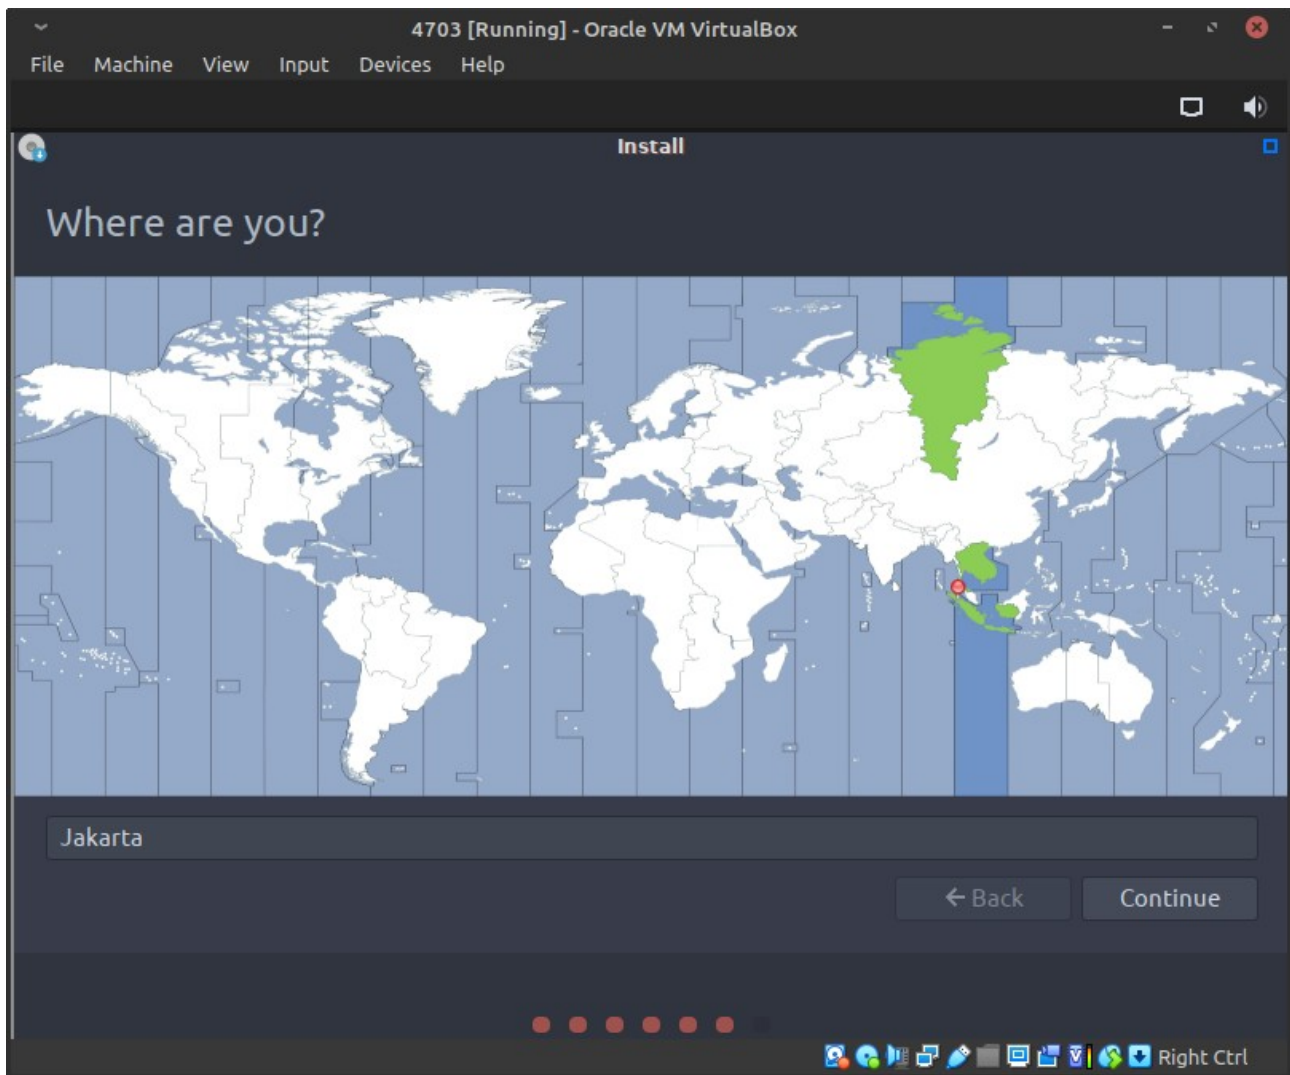 4703 [Running] - Oracle VM VirtualBox
File Machine View Input Devices Help
Install
Where are you?
Jakarta
Back Continue
Right Ctrl